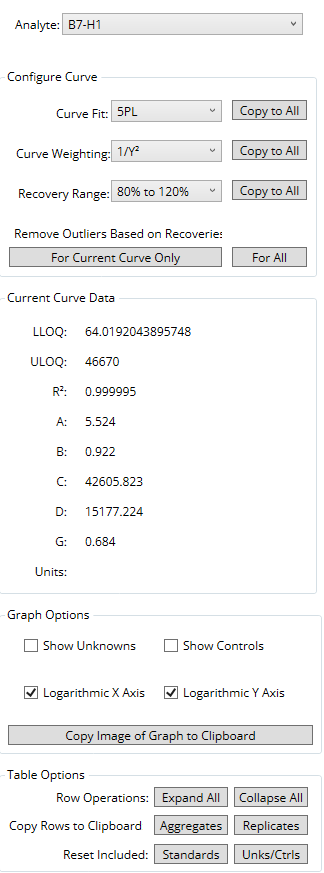 Analyte: B7-H1
Configure Curve
Curve Fit: 5PL Copy to All
Curve Weighting: 1/Y² Copy to All
Recovery Range: 80% to 120% Copy to All
Remove Outliers Based on Recoveries
For Current Curve Only For All
Current Curve Data
LLOQ: 64.0192043895748
ULOQ: 46670
R²: 0.999995
A: 5.524
B: 0.922
C: 42605.823
D: 15177.224
G: 0.684
Units:
Graph Options
Show Unknowns Show Controls
Logarithmic X Axis Logarithmic Y Axis
Copy Image of Graph to Clipboard
Table Options
Row Operations: Expand All Collapse All
Copy Rows to Clipboard Aggregates Replicates
Reset Included: Standards Unks/Ctrls